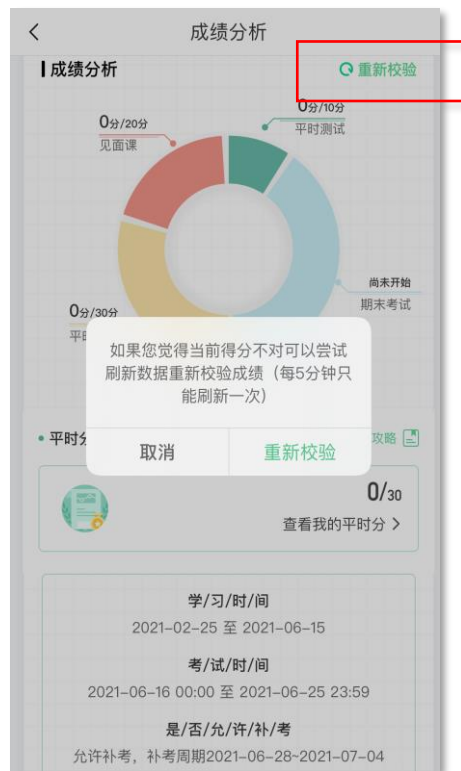 成绩分析
成绩分析
重新校验
0分/10分
平时测试
0分/20分
见面课
尚未开始
期末考试
0分/30分
平时
如果您觉得当前得分不对可以尝试
刷新数据重新校验成绩（每5分钟只
能刷新一次）
取消
重新校验
平时分
攻略
0/30
查看我的平时分
学/习/时/间
2021-02-25 至 2021-06-15
考/试/时/间
2021-06-16 00:00 至 2021-06-25 23:59
是/否/允/许/补/考
允许补考，补考周期2021-06-28~2021-07-04